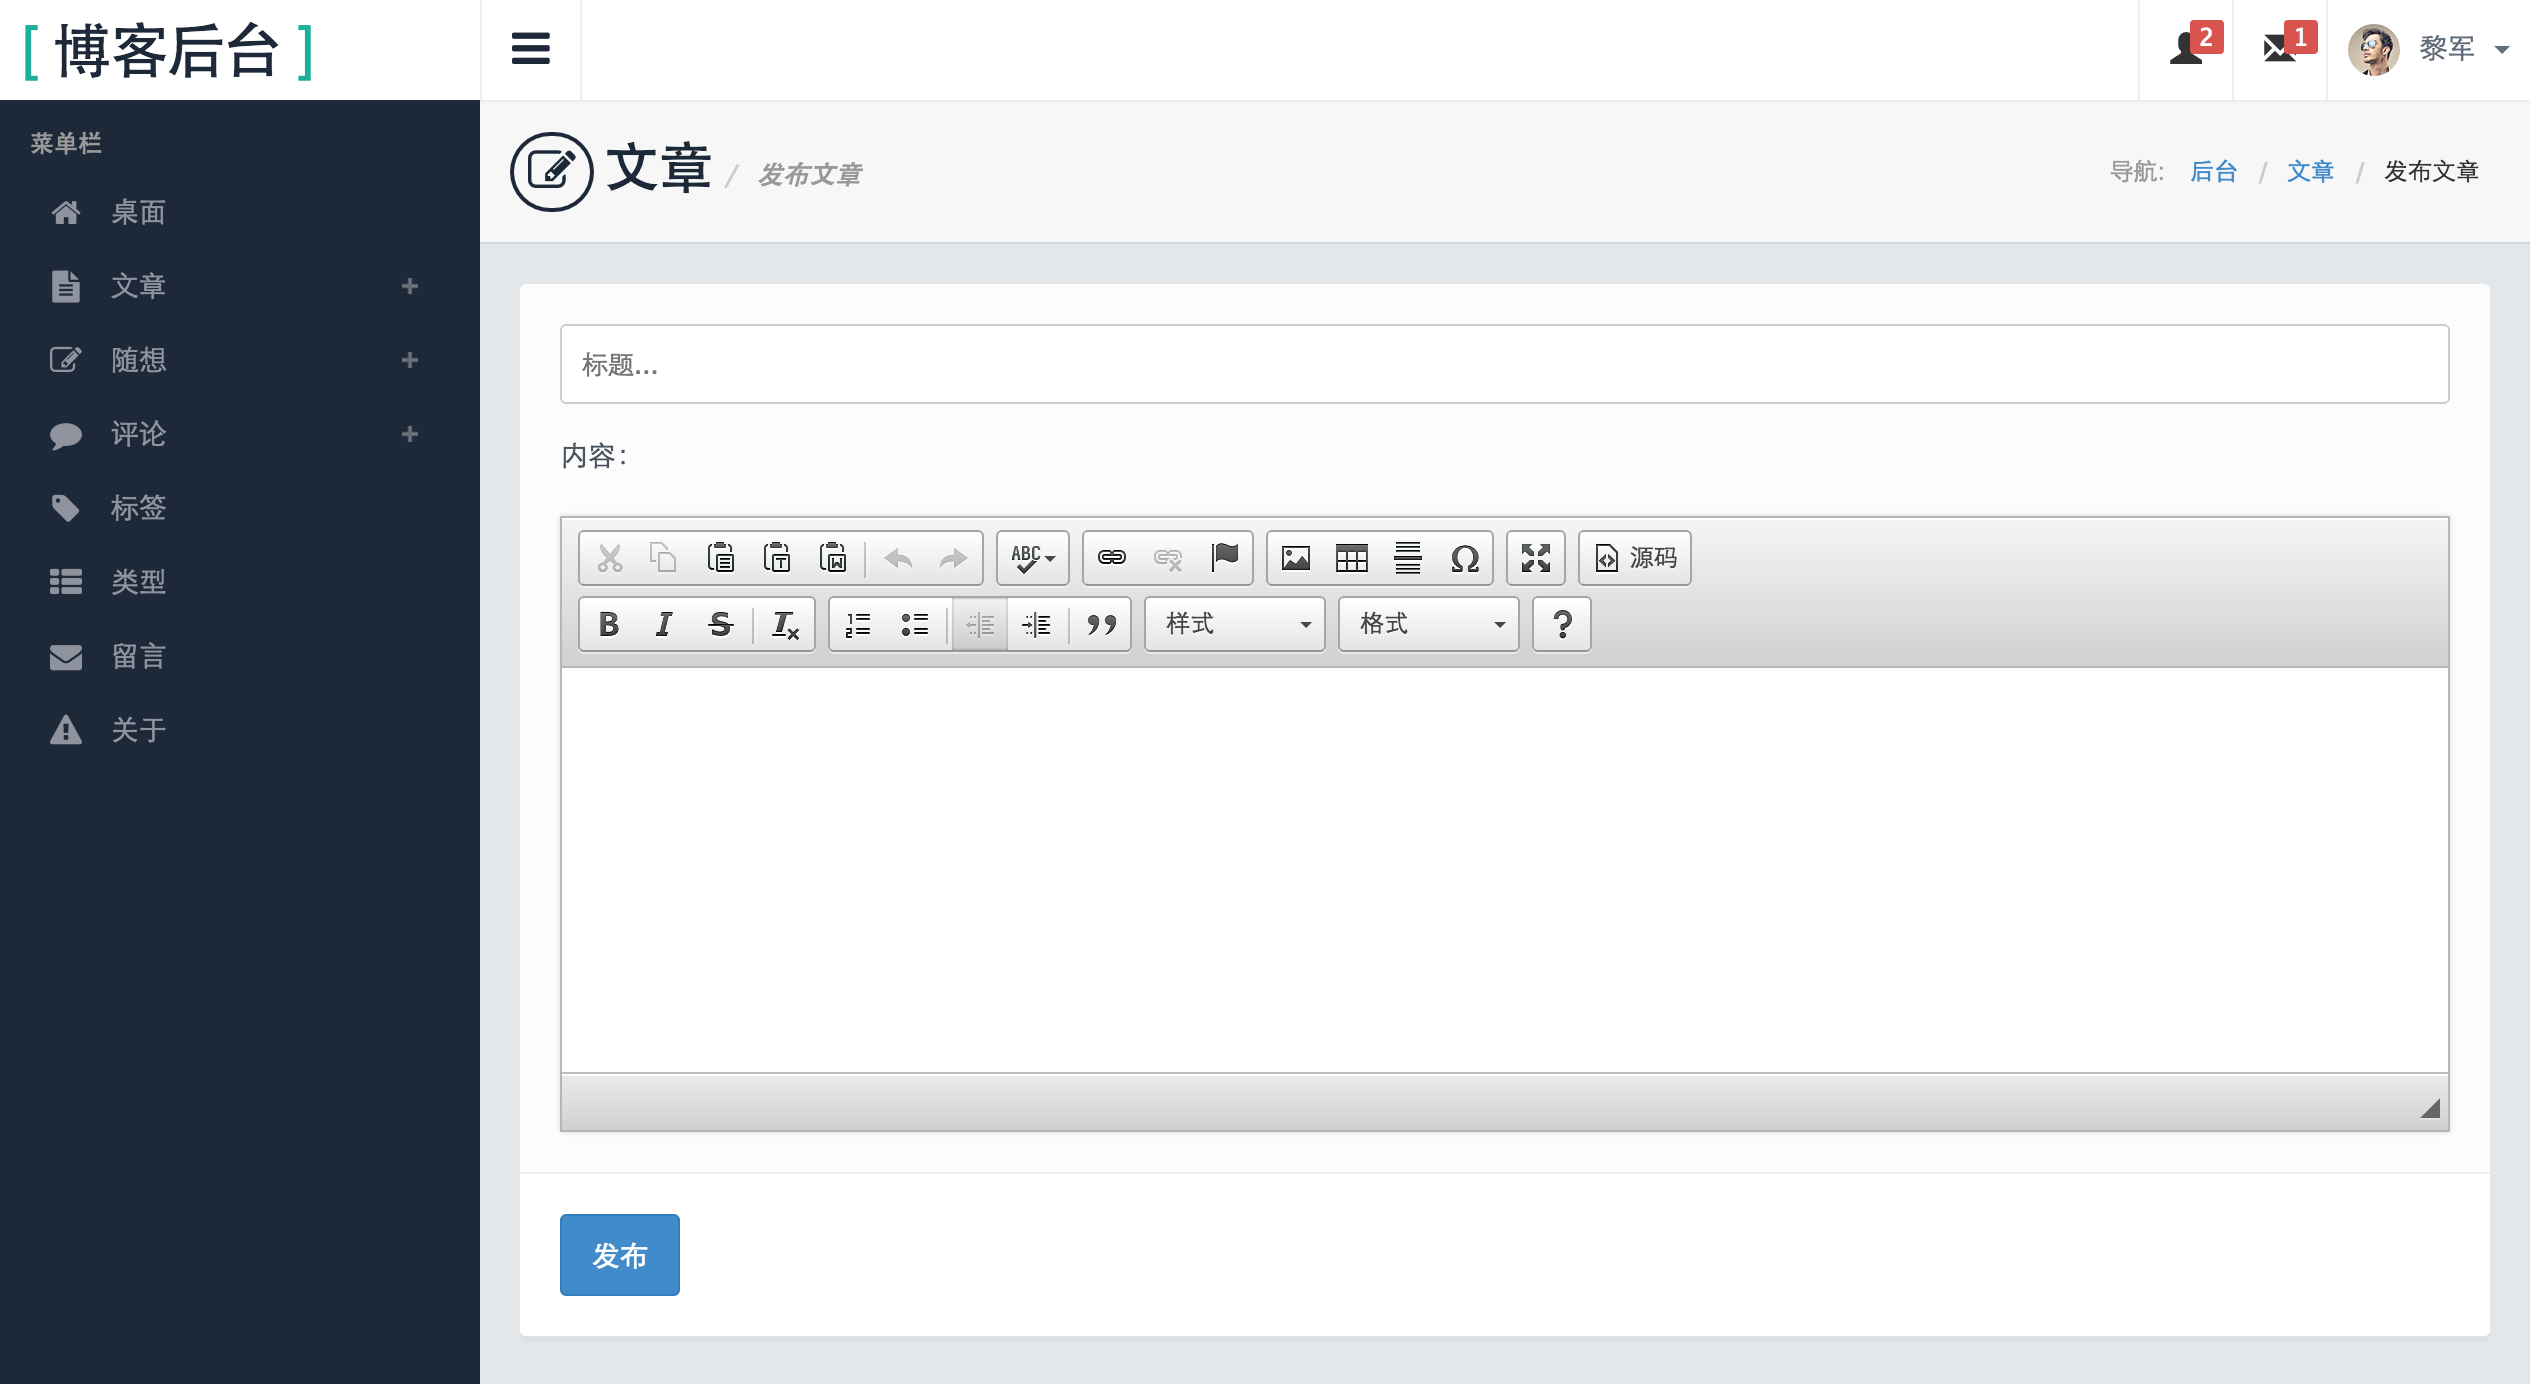 [ 博客后台 ]
2
1
黎军
菜单栏
桌面
文章
随想
评论
标签
类型
留言
关于
文章 / 发布文章
导航: 后台 / 文章 / 发布文章
标题...
内容:
ABC
源码
B I S Tx
样式
格式
?
发布